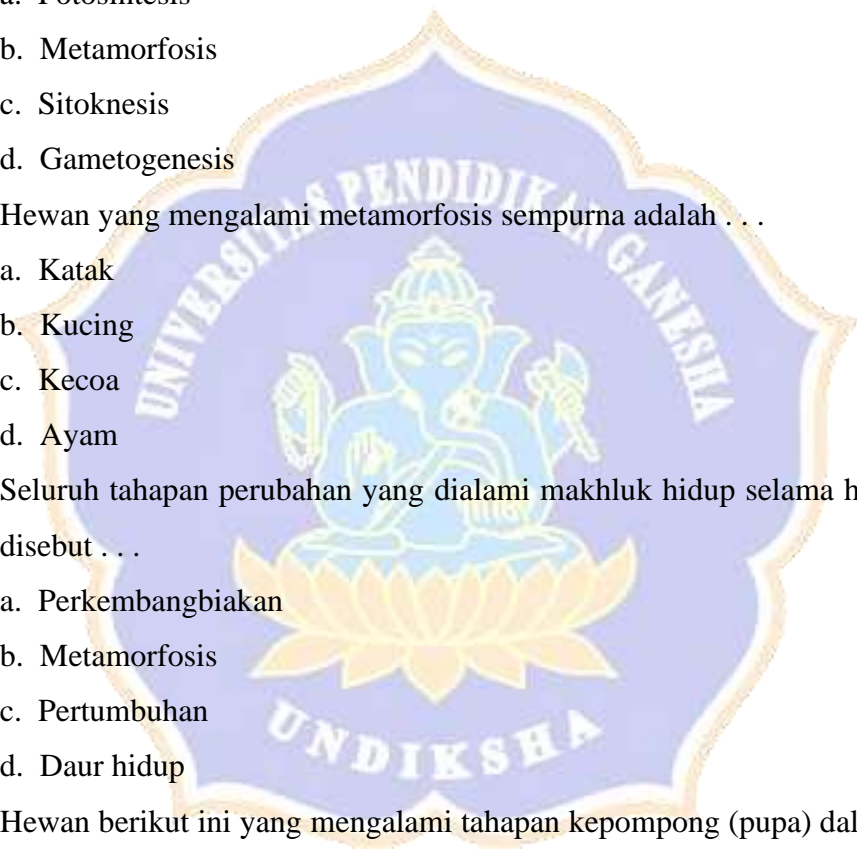 a. Fotosintesis
b. Metamorfosis
c. Sitoknesis
d. Gametogenesis
Hewan yang mengalami metamorfosis sempurna adalah . . .
a. Katak
b. Kucing
c. Kecoa
d. Ayam
Seluruh tahapan perubahan yang dialami makhluk hidup selama h
disebut . . .
a. Perkembangbiakan
b. Metamorfosis
c. Pertumbuhan
d. Daur hidup
Hewan berikut ini yang mengalami tahapan kepompong (pupa) dal
UNIVERSITAS PENDIDIKAN GANESHA
UNDIKSHA